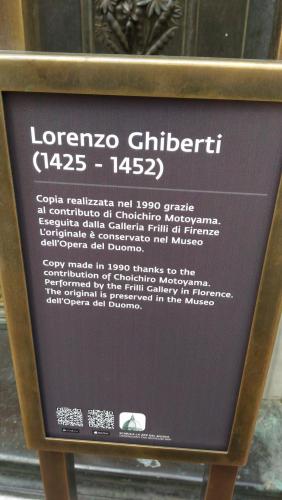 Lorenzo Ghiberti
(1425 - 1452)
Copia realizzata nel 1990 grazie
al contributo di Choichiro Motoyama.
Eseguita dalla Galleria Frilli di Firenze
L'originale è conservato nel Museo
dell'Opera del Duomo.
Copy made in 1990 thanks to the
contribution of Choichiro Motoyama.
Performed by the Frilli Gallery in Florence.
The original is preserved in the Museo
dell'Opera del Duomo.